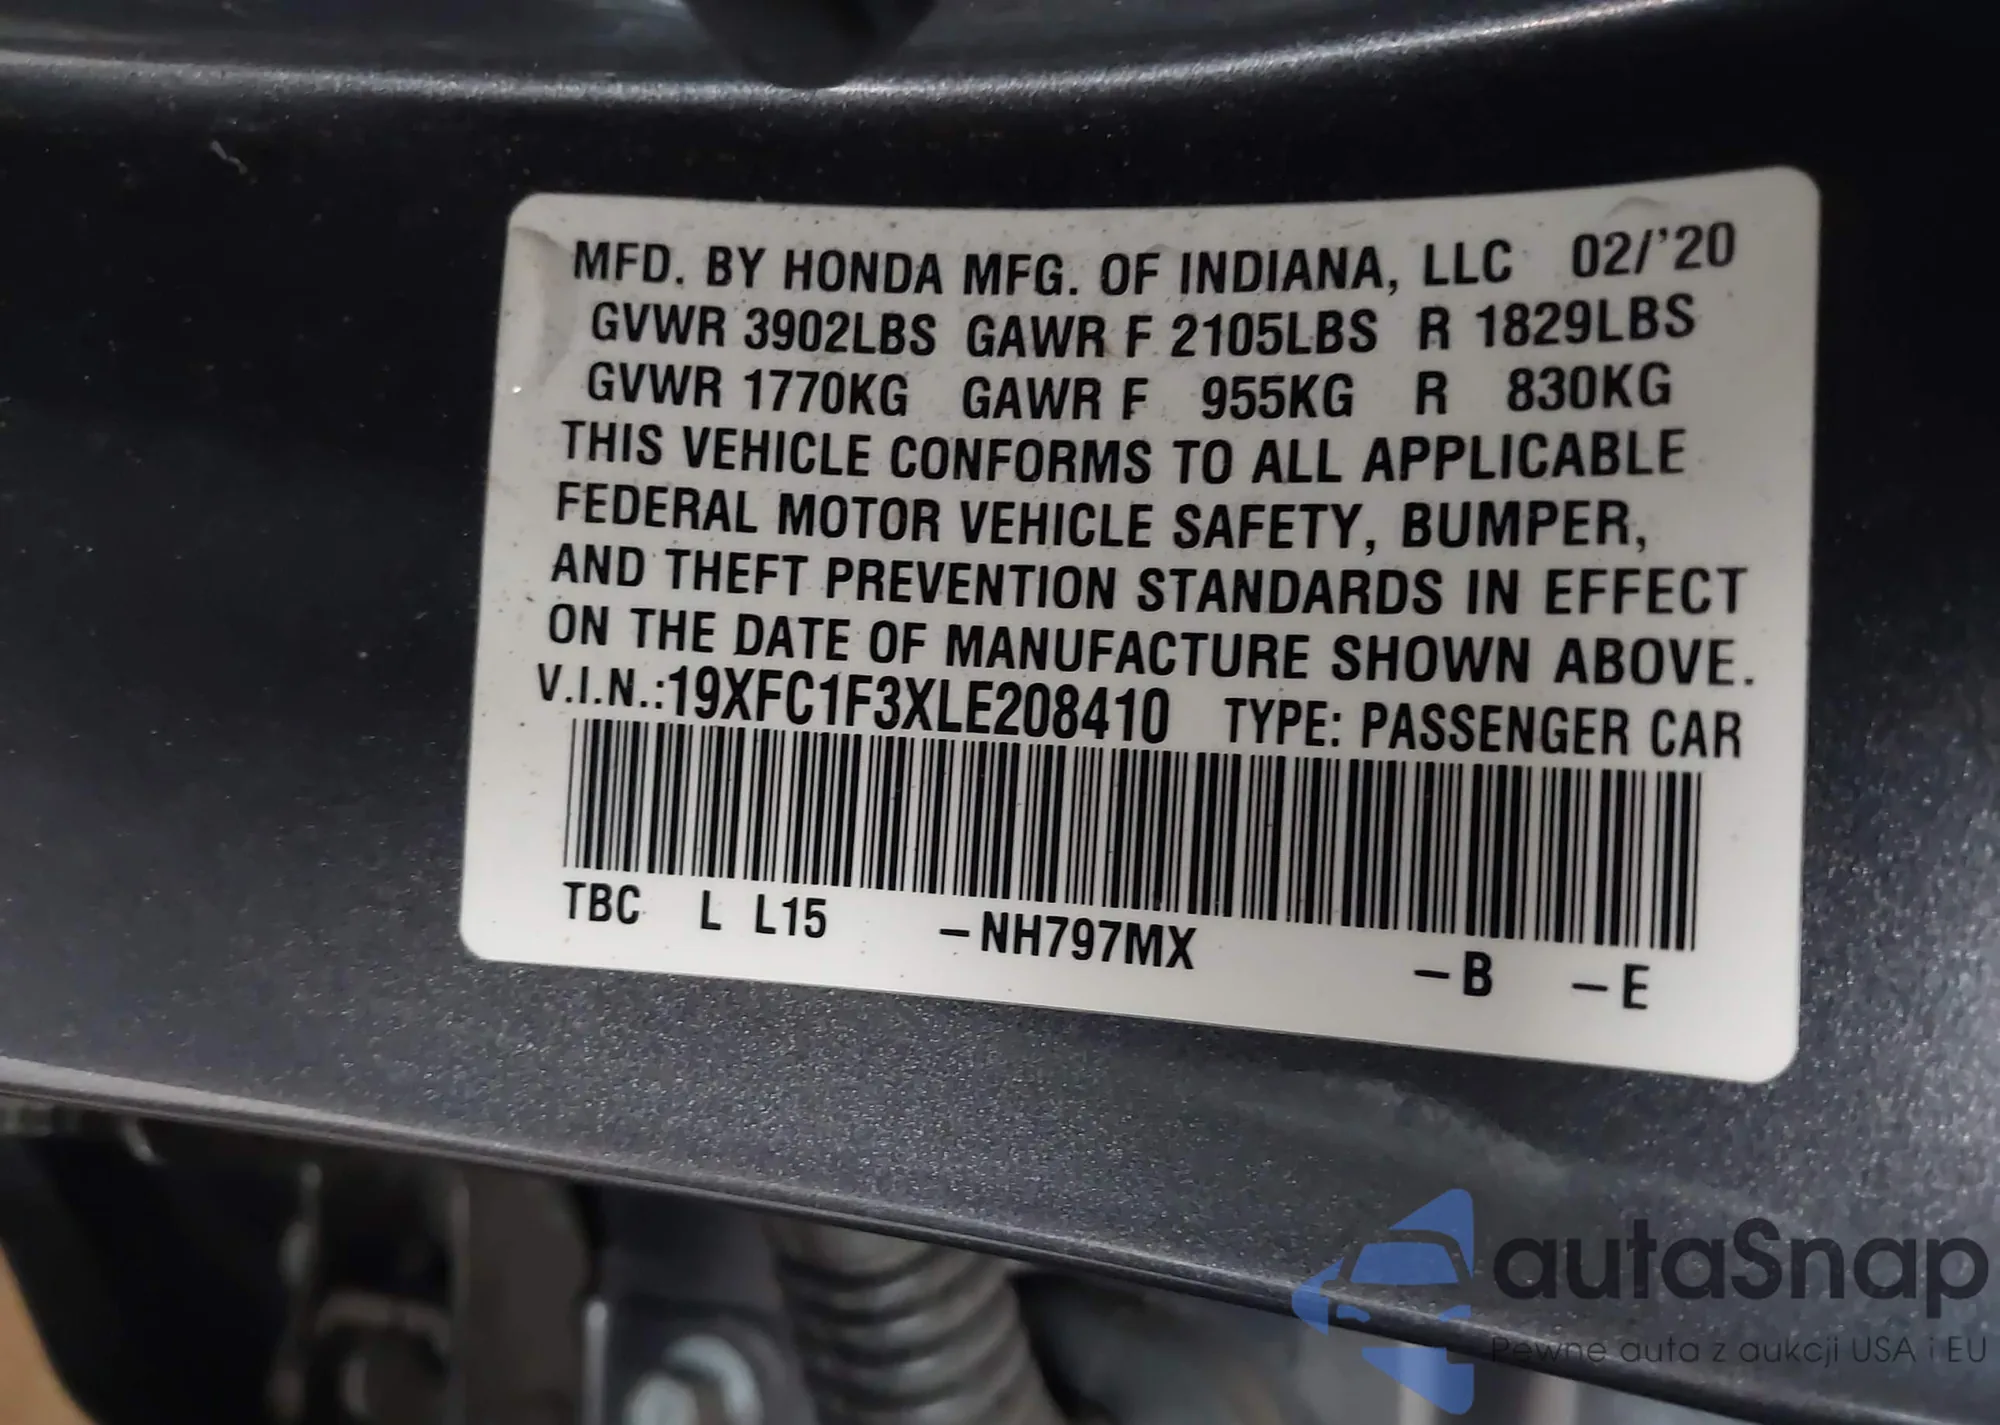 MFD. BY HONDA MFG. OF INDIANA, LLC 02/'20
GVWR 3902LBS GAWR F 2105LBS R 1829LBS
GVWR 1770KG GAWR F 955KG R 830KG
THIS VEHICLE CONFORMS TO ALL APPLICABLE
FEDERAL MOTOR VEHICLE SAFETY, BUMPER,
AND THEFT PREVENTION STANDARDS IN EFFECT
ON THE DATE OF MANUFACTURE SHOWN ABOVE.
V.I.N.:19XFC1F3XLE208410 TYPE: PASSENGER CAR
TBC L L15 -NH797MX -B -E
autaSnap
Pewne auta z aukcji USA i EU